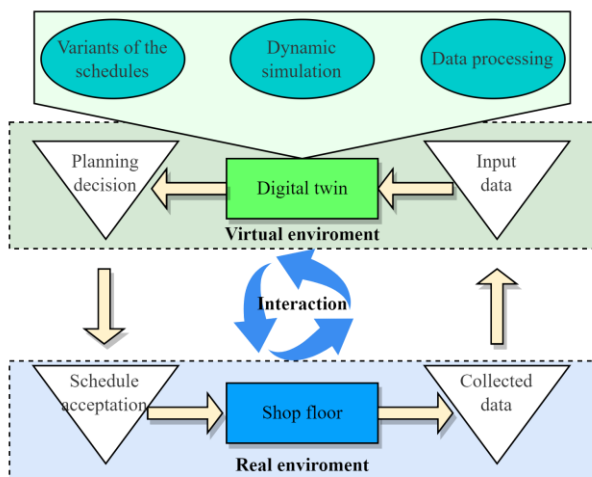 Variants of the
schedules
Dynamic
simulation
Data processing
Planning
decision
Digital twin
Input
data
Virtual enviroment
Interaction
Schedule
acceptation
Shop floor
Collected
data
Real enviroment